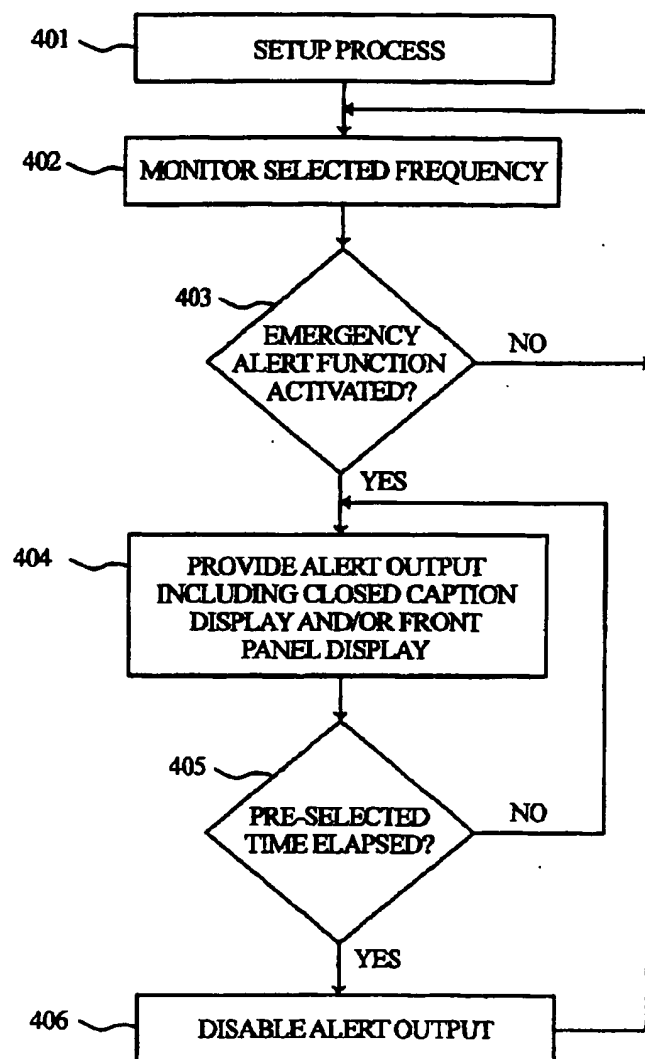 401
SETUP PROCESS
402
MONITOR SELECTED FREQUENCY
403
EMERGENCY
ALERT FUNCTION
ACTIVATED?
NO
YES
404
PROVIDE ALERT OUTPUT
INCLUDING CLOSED CAPTION
DISPLAY AND/OR FRONT
PANEL DISPLAY
405
PRE-SELECTED
TIME ELAPSED?
NO
YES
406
DISABLE ALERT OUTPUT